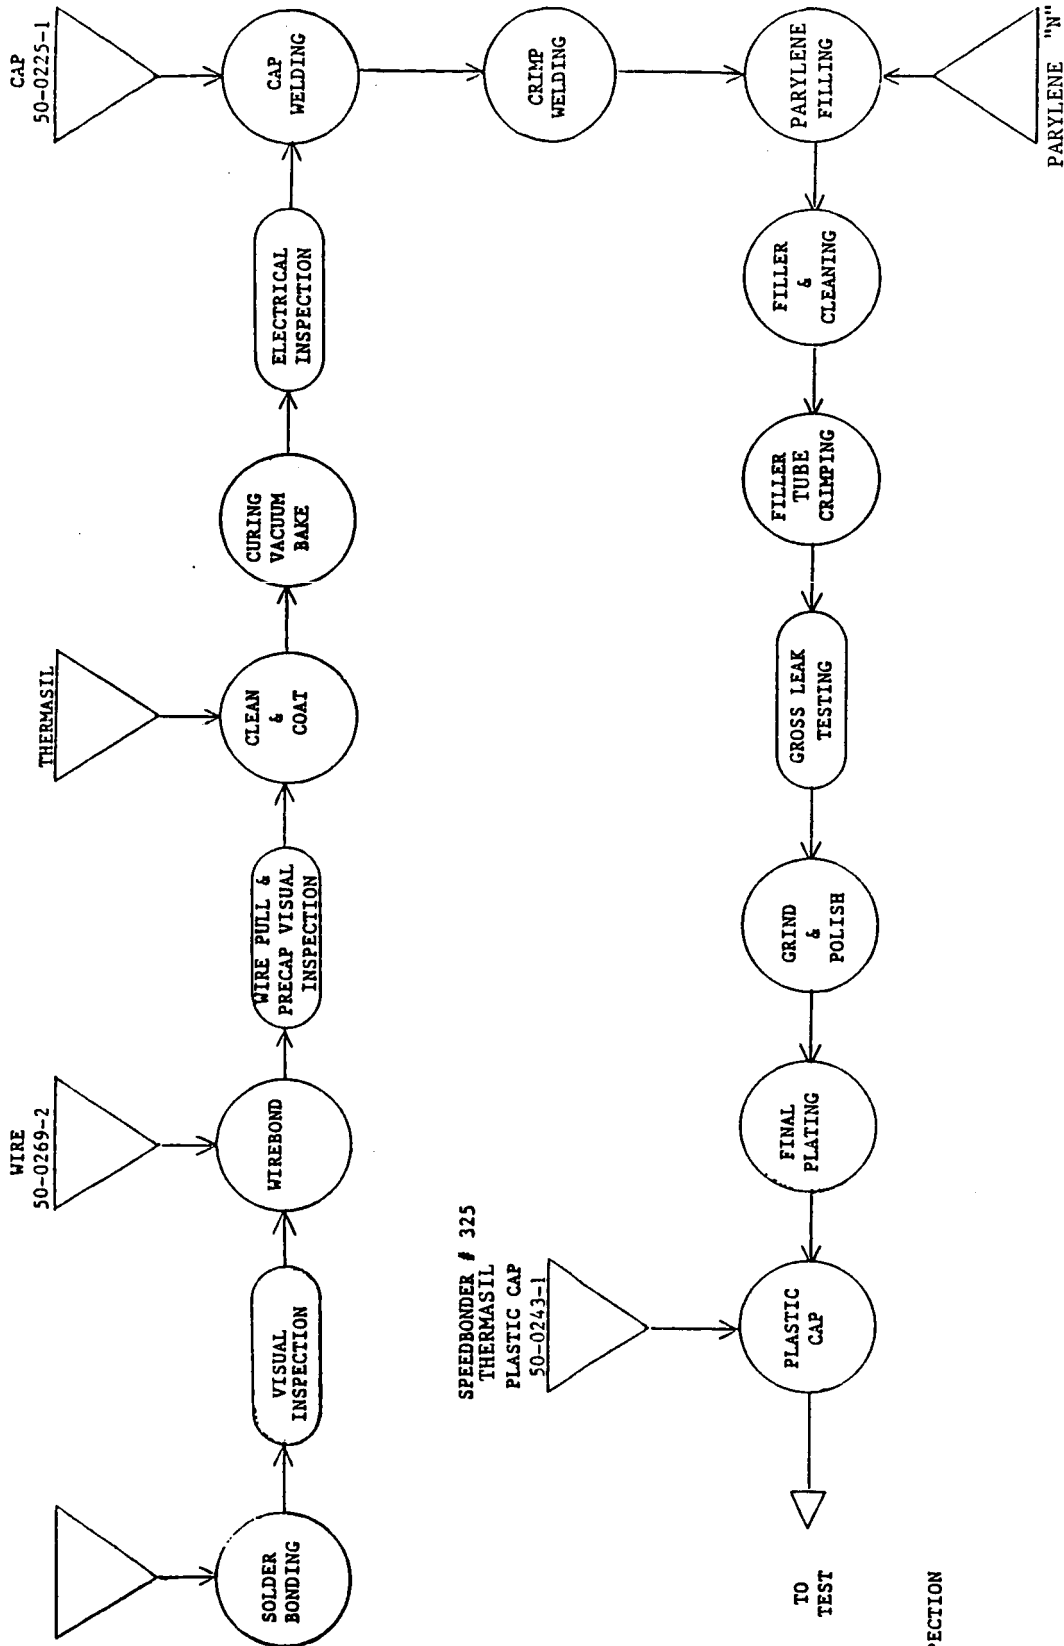 SOLDER
BONDING
VISUAL
INSPECTION
WIRE
50-0269-2
WIREBOND
WIRE PULL &
PRECAP VISUAL
INSPECTION
THERMASIL
CLEAN
&
COAT
CURING
VACUUM
BAKE
ELECTRICAL
INSPECTION
CAP
50-0225-1
CAP
WELDING
CRIMP
WELDING
PARYLENE
FILLING
PARYLENE "N"
FILLER
&
CLEANING
FILLER
TUBE
CRIMPING
GROSS LEAK
TESTING
GRIND
&
POLISH
FINAL
PLATING
SPEEDBONDER # 325
THERMASIL
PLASTIC CAP
50-0243-1
PLASTIC
CAP
TO
TEST
PECTION